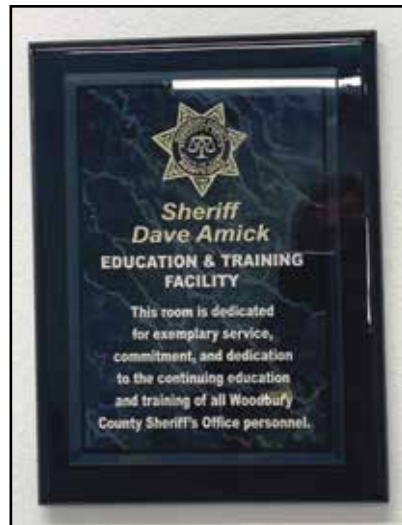 Sheriff
Dave Amick
EDUCATION & TRAINING
FACILITY
This room is dedicated
for exemplary service,
commitment, and dedication
to the continuing education
and training of all Woodbury
County Sheriff's Office personnel.